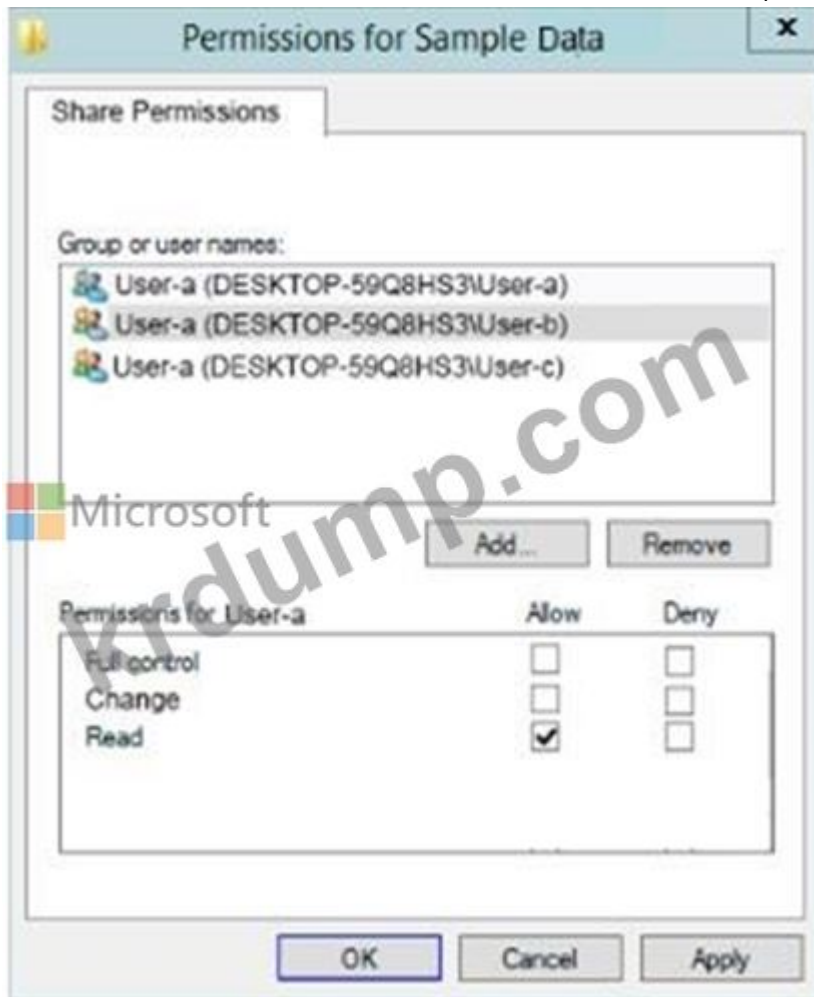 Permissions for Sample Data
x
Share Permissions
Group or user names:
User-a (DESKTOP-59Q8HS3\User-a)
User-a (DESKTOP-59Q8HS3\User-b)
User-a (DESKTOP-59Q8HS3\User-c)
Microsoft
krdump.com
Add... Remove
Permissions for User-a Allow Deny
Full control
Change
Read
OK Cancel Apply